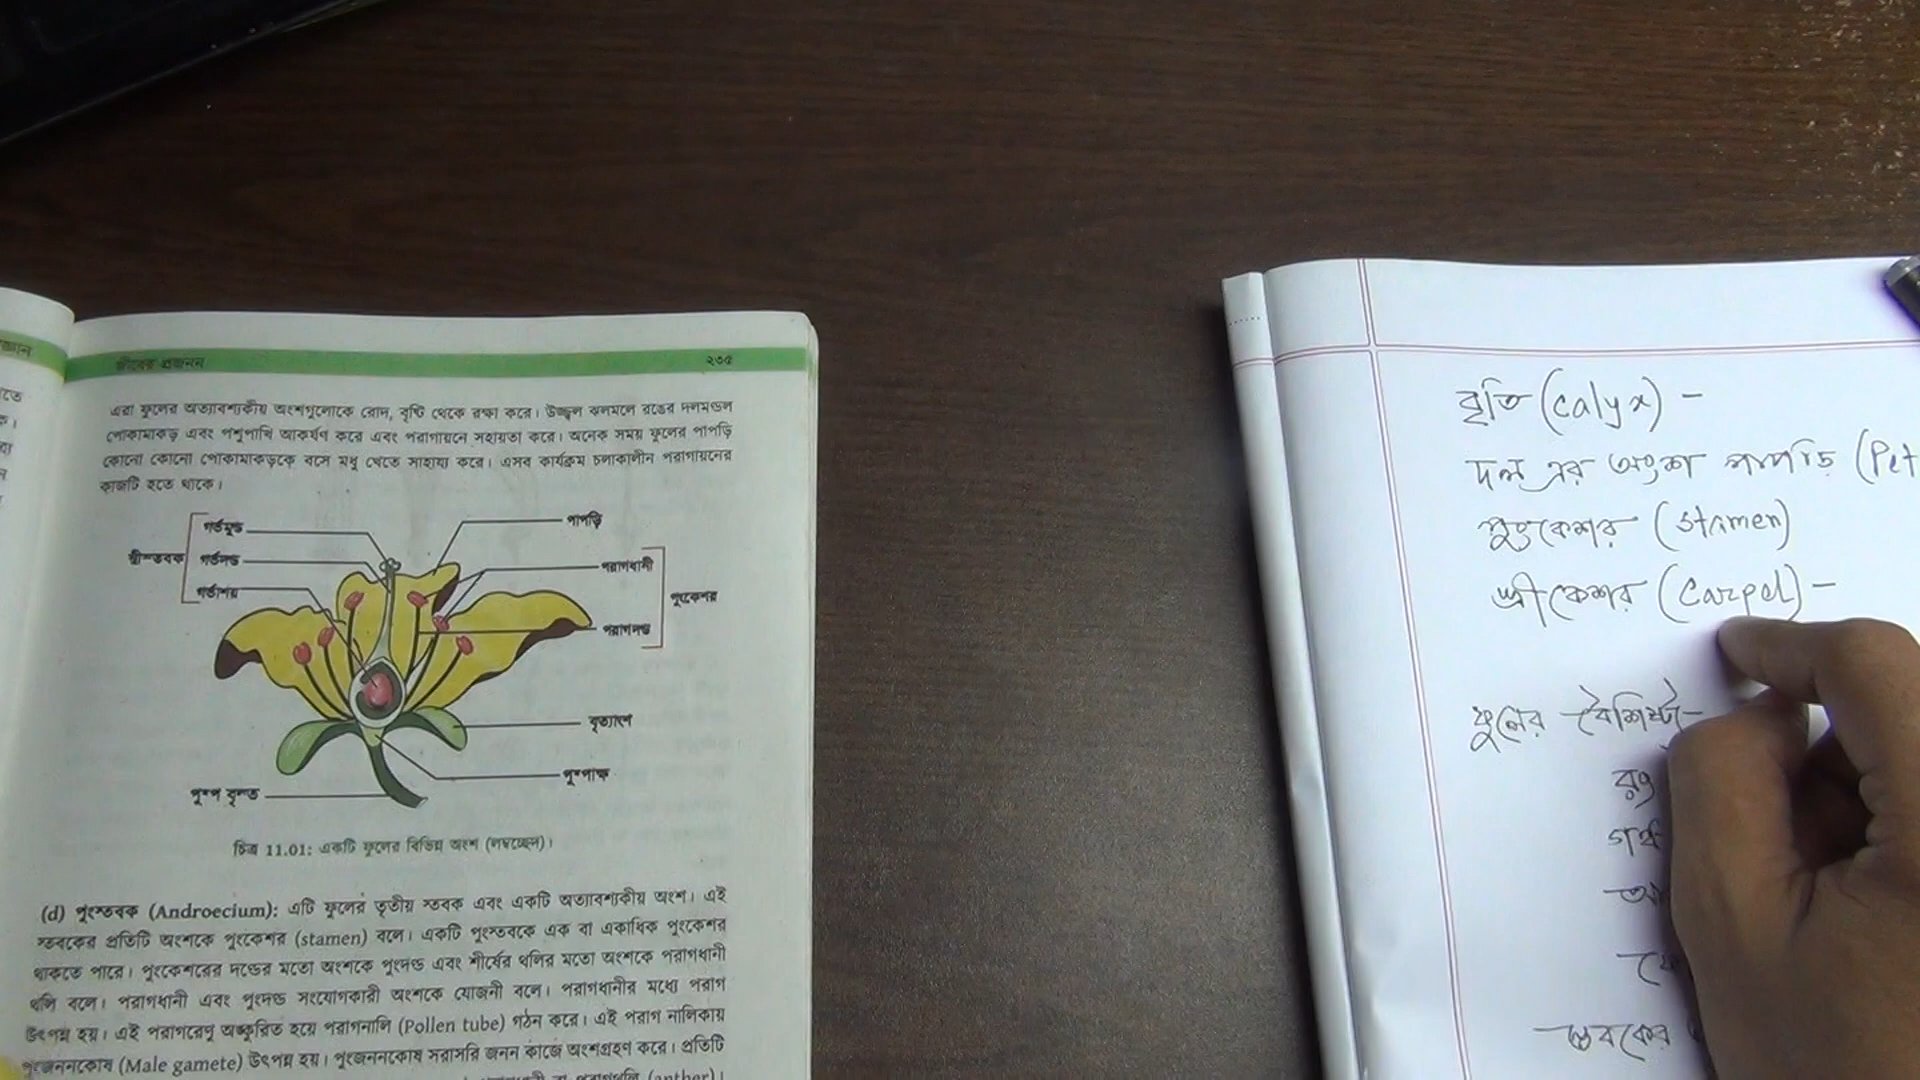 জীবের প্রজনন ২৩৫
এরা ফুলের অত্যাবশ্যকীয় অংশগুলোকে রোদ, বৃষ্টি থেকে রক্ষা করে। উজ্জ্বল ঝলমলে রঙের দলমণ্ডল
পোকামাকড় এবং পশুপাখি আকর্ষণ করে এবং পরাগায়নে সহায়তা করে। অনেক সময় ফুলের পাপড়ি
কোনো কোনো পোকামাকড়কে বসে মধু খেতে সাহায্য করে। এসব কার্যক্রম চলাকালীন পরাগায়নের
কাজটি হতে থাকে।
গর্ভমুণ্ড
পাপড়ি
স্ত্রীস্তবক
গর্ভদণ্ড
পরাগধানী
গর্ভাশয়
পুংকেশর
পরাগদণ্ড
বৃত্যাংশ
পুষ্পাক্ষ
পুষ্প বৃন্ত
চিত্র 11.01: একটি ফুলের বিভিন্ন অংশ (লম্বচ্ছেদ)।
(d) পুংস্তবক (Androecium): এটি ফুলের তৃতীয় স্তবক এবং একটি অত্যাবশ্যকীয় অংশ। এই
স্তবকের প্রতিটি অংশকে পুংকেশর (stamen) বলে। একটি পুংস্তবকে এক বা একাধিক পুংকেশর
থাকতে পারে। পুংকেশরের দণ্ডের মতো অংশকে পুংদণ্ড এবং শীর্ষের থলির মতো অংশকে পরাগধানী
থলি বলে। পরাগধানী এবং পুংদণ্ড সংযোগকারী অংশকে যোজনী বলে। পরাগধানীর মধ্যে পরাগ
উৎপন্ন হয়। এই পরাগরেণু অঙ্কুরিত হয়ে পরাগনালি (Pollen tube) গঠন করে। এই পরাগ নালিকায়
পুংজননকোষ (Male gamete) উৎপন্ন হয়। পুংজননকোষ সরাসরি জনন কাজে অংশগ্রহণ করে। প্রতিটি
(anther)।
বৃতি (Calyx) -
দল এর অংশ পাপড়ি (Pet
পুংকেশর (Stamen)
স্ত্রীকেশর (Carpel) -
ফুলের বৈশিষ্ট্য -
রং
গন্ধ
স্তবকের